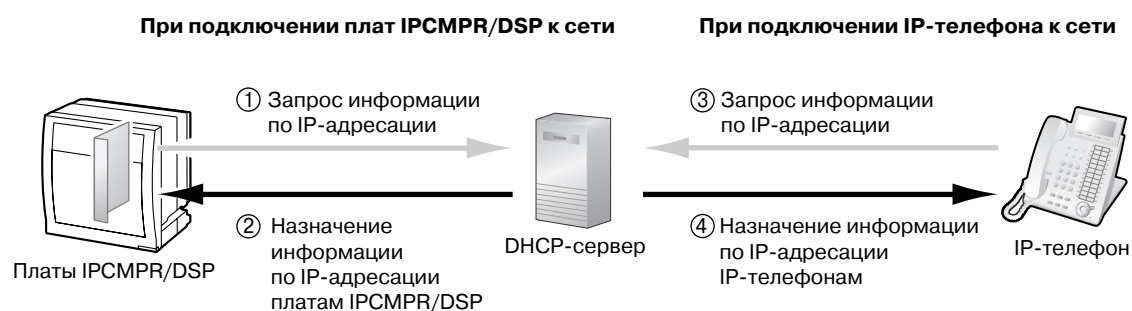 При подключении плат IPCMPR/DSP к сети
При подключении IP-телефона к сети
① Запрос информации
по IP-адресации
③ Запрос информации
по IP-адресации
② Назначение
информации
по IP-адресации
платам IPCMPR/DSP
④ Назначение информации
по IP-адресации
IP-телефонам
Платы IPCMPR/DSP
DHCP-сервер
IP-телефон